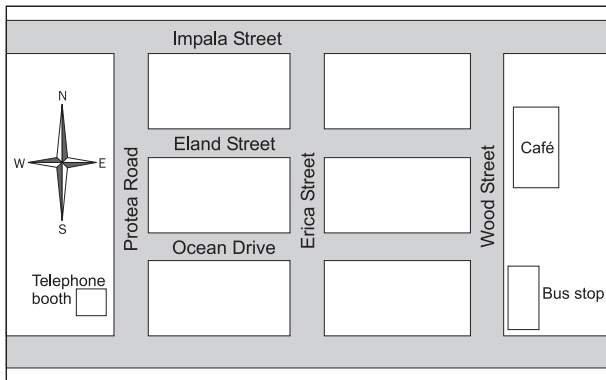 Impala Street
N
W
E
S
Eland Street
Café
Protea Road
Erica Street
Wood Street
Ocean Drive
Telephone
booth
Bus stop